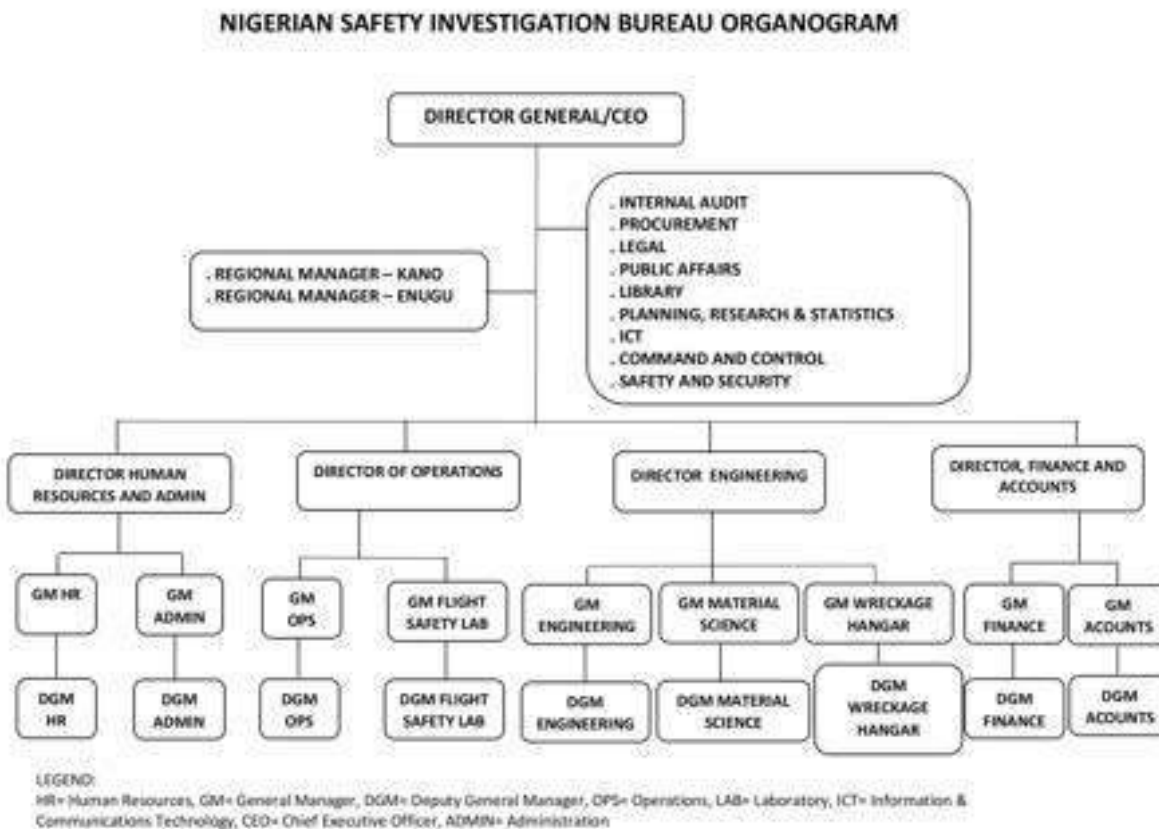 NIGERIAN SAFETY INVESTIGATION BUREAU ORGANOGRAM
DIRECTOR GENERAL/CEO
. INTERNAL AUDIT
. PROCUREMENT
. LEGAL
. PUBLIC AFFAIRS
. LIBRARY
. PLANNING, RESEARCH & STATISTICS
. ICT
. COMMAND AND CONTROL
. SAFETY AND SECURITY
. REGIONAL MANAGER – KANO
. REGIONAL MANAGER – ENUGU
DIRECTOR HUMAN
RESOURCES AND ADMIN
DIRECTOR OF OPERATIONS
DIRECTOR ENGINEERING
DIRECTOR, FINANCE AND
ACCOUNTS
GM HR
GM
ADMIN
GM
OPS
GM FLIGHT
SAFETY LAB
GM
ENGINEERING
GM MATERIAL
SCIENCE
GM WRECKAGE
HANGAR
GM
FINANCE
GM
ACOUNTS
DGM
HR
DGM
ADMIN
DGM
OPS
DGM FLIGHT
SAFETY LAB
DGM
ENGINEERING
DGM MATERIAL
SCIENCE
DGM
WRECKAGE
HANGAR
DGM
FINANCE
DGM
ACOUNTS
LEGEND:
HR= Human Resources, GM= General Manager, DGM= Deputy General Manager, OPS= Operations, LAB= Laboratory, ICT= Information &
Communications Technology, CEO= Chief Executive Officer, ADMIN= Administration